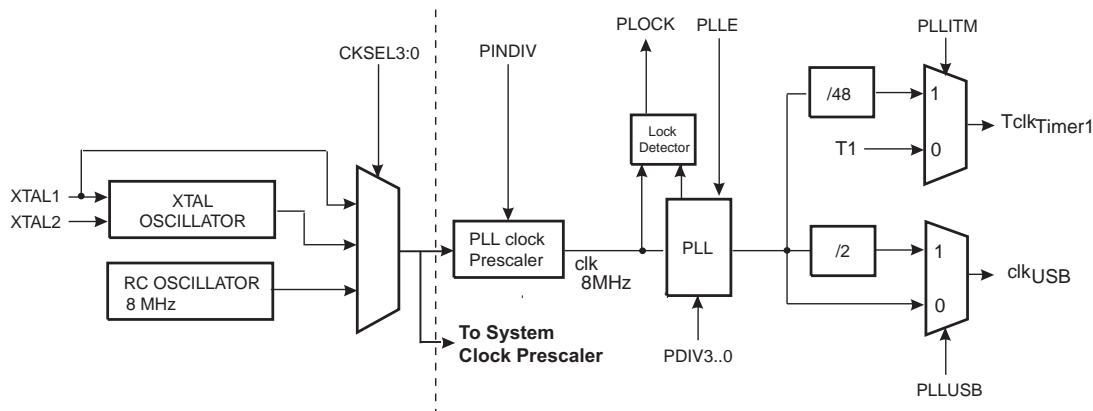 PLOCK
PLLE
PLLITM
CKSEL3:0
PINDIV
/48
1
TclkTimer1
Lock
Detector
T1
0
XTAL1
XTAL2
XTAL
OSCILLATOR
PLL clock
Prescaler
PLL
/2
1
clkUSB
clk
8MHz
RC OSCILLATOR
8 MHz
0
To System
Clock Prescaler
PDIV3..0
PLLUSB